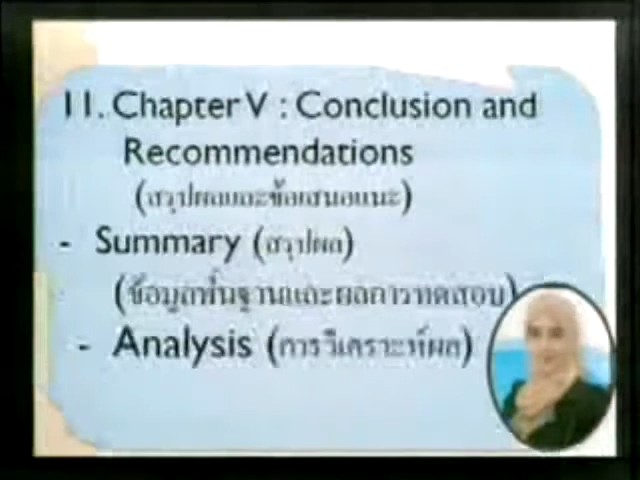 11. Chapter V : Conclusion and
Recommendations
(สรุปผลและข้อเสนอแนะ)
- Summary (สรุปผล)
(ข้อมูลพื้นฐานและผลการทดสอบ)
- Analysis (การวิเคราะห์ผล)